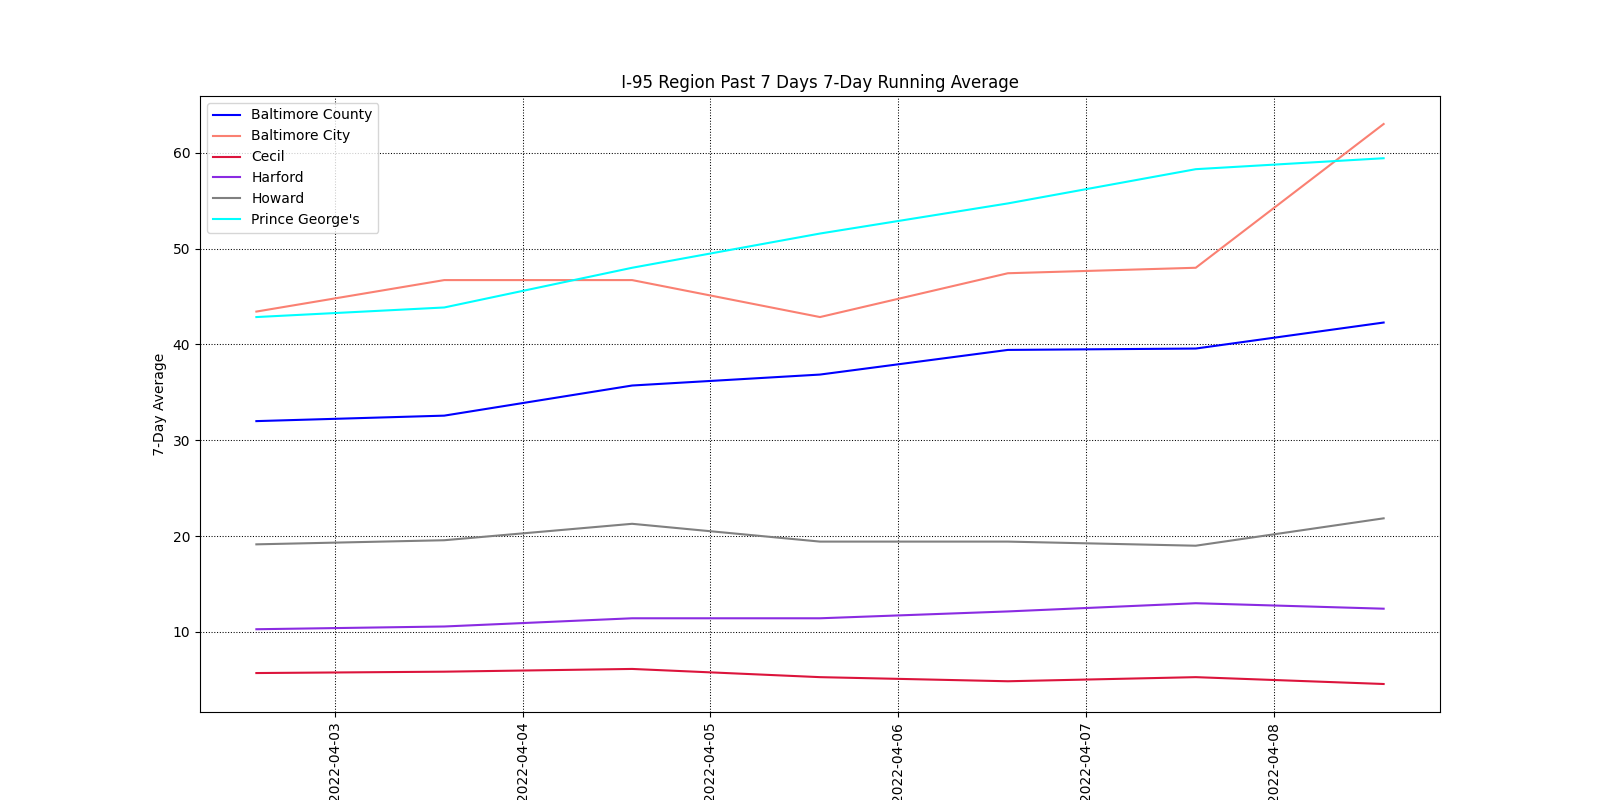 I-95 Region Past 7 Days 7-Day Running Average
Baltimore County
Baltimore City
Cecil
Harford
Howard
Prince George's
60
50
40
30
20
10
7-Day Average
2022-04-03
2022-04-04
2022-04-05
2022-04-06
2022-04-07
2022-04-08